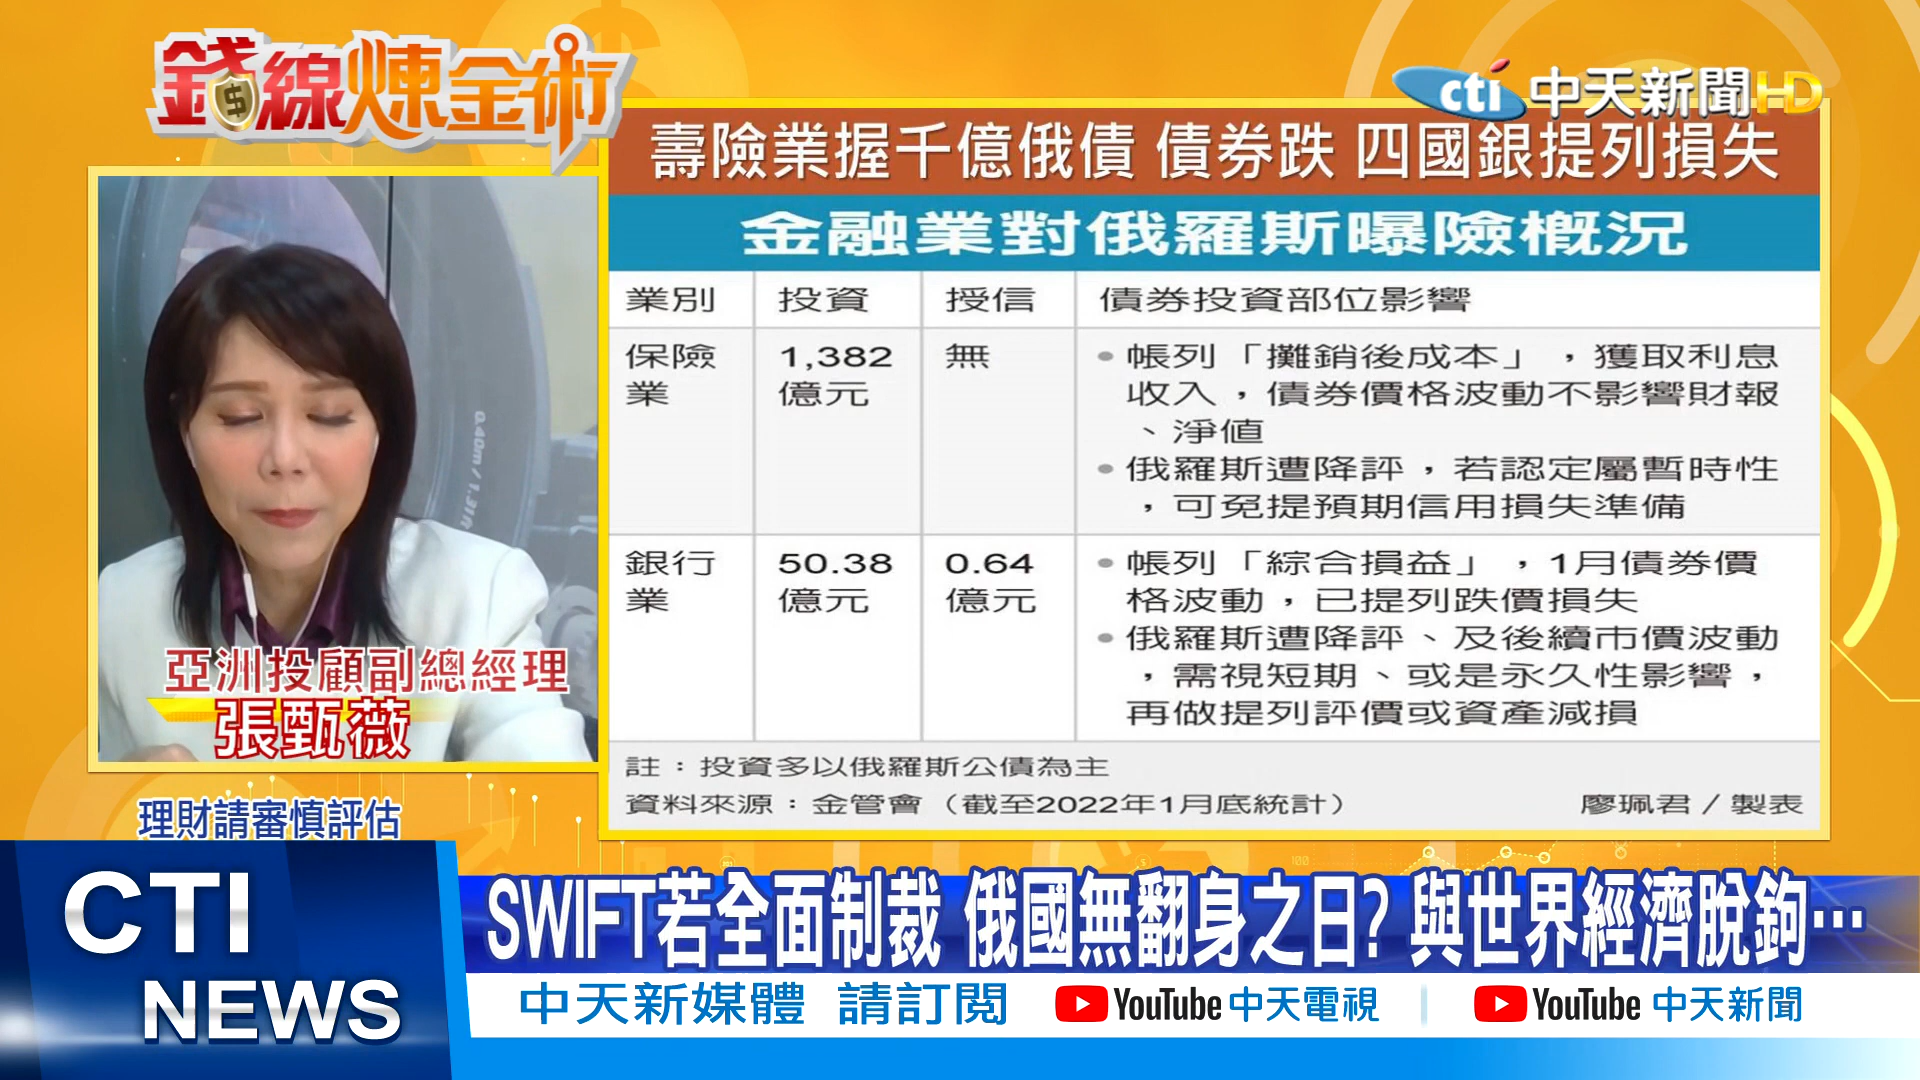 錢線煉金術
cti 中天新聞HD
壽險業握千億俄債 債券跌 四國銀提列損失
金融業對俄羅斯曝險概況
業別 投資 授信 債券投資部位影響
保險業
1,382億元
無
•帳列「攤銷後成本」，獲取利息
收入，債券價格波動不影響財報
、淨值
•俄羅斯遭降評，若認定屬暫時性
，可免提預期信用損失準備
銀行業
50.38億元
0.64億元
•帳列「綜合損益」，1月債券價
格波動，已提列跌價損失
•俄羅斯遭降評、及後續市價波動
，需視短期、或是永久性影響，
再做提列評價或資產減損
註：投資多以俄羅斯公債為主
資料來源：金管會（截至2022年1月底統計） 廖珮君／製表
0.40m/1.31ft
亞洲投顧副總經理
張甄薇
理財請審慎評估
CTI
NEWS
SWIFT若全面制裁 俄國無翻身之日? 與世界經濟脫鉤…
中天新媒體 請訂閱 YouTube 中天電視 | YouTube 中天新聞